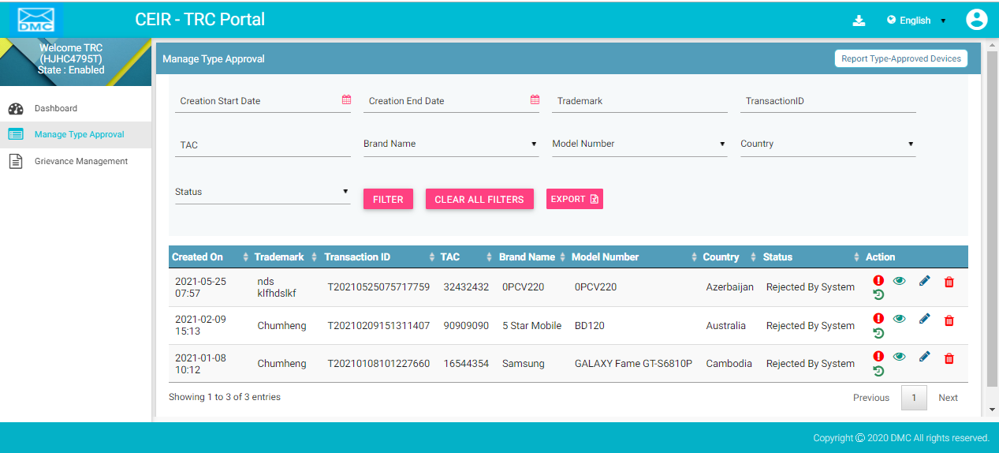 DMC
CEIR - TRC Portal
English
Welcome TRC
(HJHC4795T)
State : Enabled
Dashboard
Manage Type Approval
Grievance Management
Manage Type Approval
Report Type-Approved Devices
Creation Start Date
Creation End Date
Trademark
TransactionID
TAC
Brand Name
Model Number
Country
Status
FILTER
CLEAR ALL FILTERS
EXPORT
Created On Trademark Transaction ID TAC Brand Name Model Number Country Status Action
2021-05-25 07:57 nds klfhdslkf T20210525075717759 32432432 0PCV220 0PCV220 Azerbaijan Rejected By System
2021-02-09 15:13 Chumheng T20210209151311407 90909090 5 Star Mobile BD120 Australia Rejected By System
2021-01-08 10:12 Chumheng T20210108101227660 16544354 Samsung GALAXY Fame GT-S6810P Cambodia Rejected By System
Showing 1 to 3 of 3 entries
Previous 1 Next
Copyright © 2020 DMC All rights reserved.